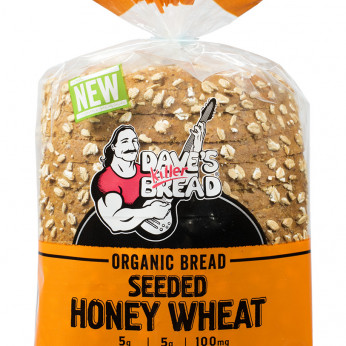 NEW
DAVE'S
Killer
BREAD
ORGANIC BREAD
SEEDED
HONEY WHEAT
5g | 5g | 100mg